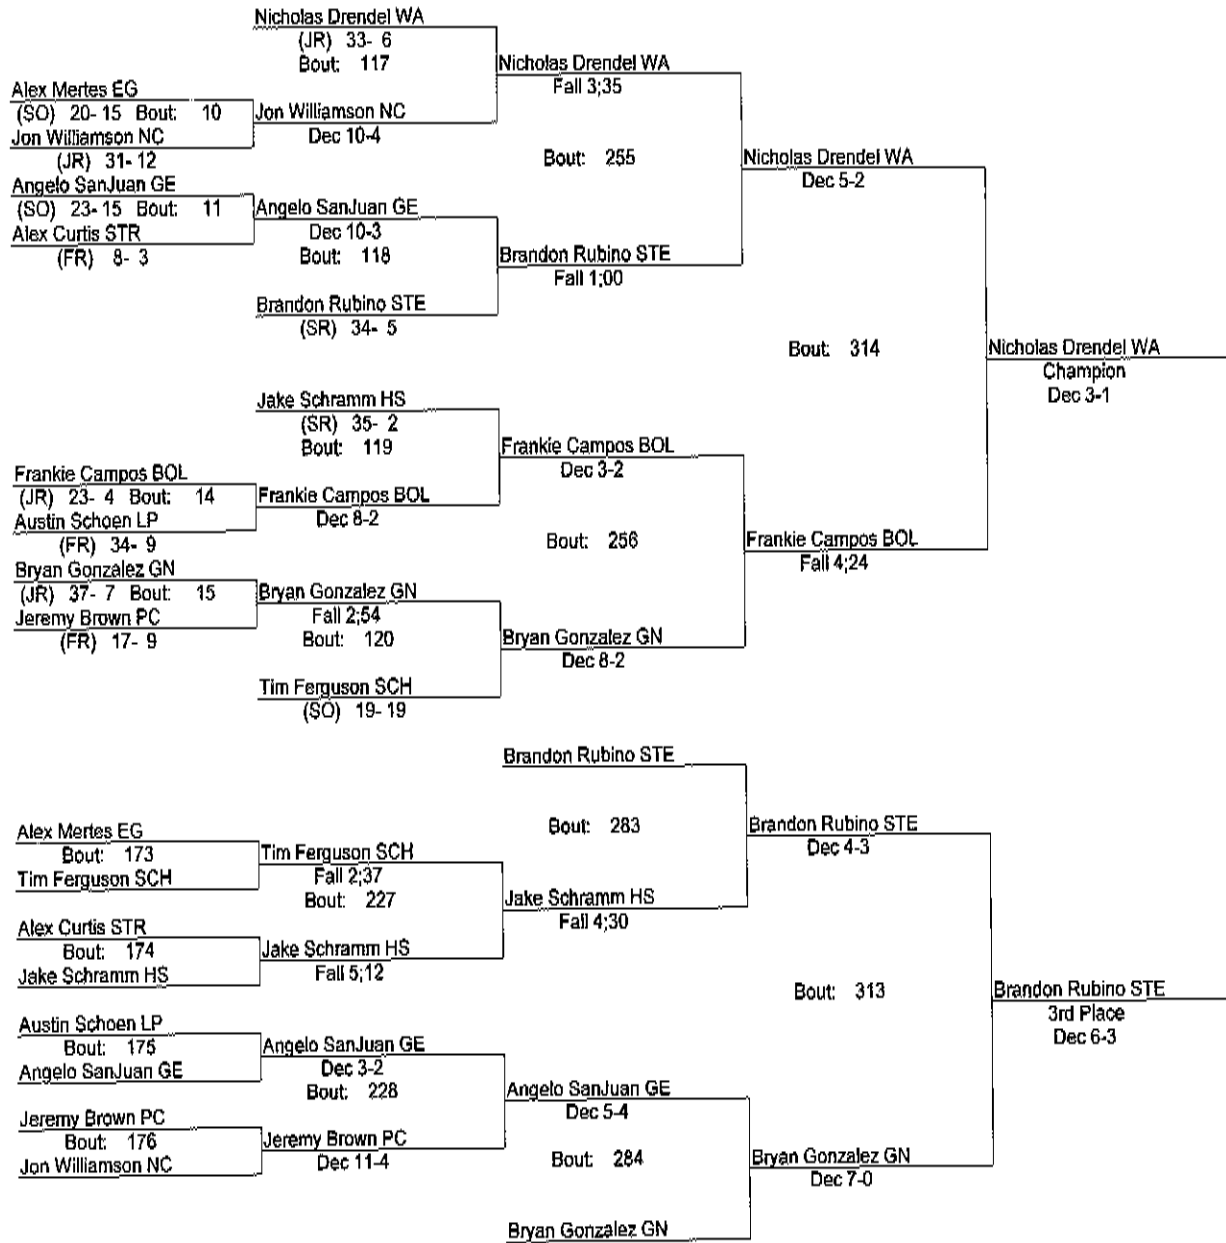 Nicholas Drendel WA
(JR) 33- 6
Bout: 117
Nicholas Drendel WA
Fall 3;35
Alex Mertes EG
(SO) 20- 15 Bout: 10
Jon Williamson NC
(JR) 31- 12
Jon Williamson NC
Dec 10-4
Bout: 255
Nicholas Drendel WA
Dec 5-2
Angelo SanJuan GE
(SO) 23- 15 Bout: 11
Alex Curtis STR
(FR) 8- 3
Angelo SanJuan GE
Dec 10-3
Bout: 118
Brandon Rubino STE
Fall 1;00
Brandon Rubino STE
(SR) 34- 5
Bout: 314
Nicholas Drendel WA
Champion
Dec 3-1
Jake Schramm HS
(SR) 35- 2
Bout: 119
Frankie Campos BOL
Dec 3-2
Frankie Campos BOL
(JR) 23- 4 Bout: 14
Austin Schoen LP
(FR) 34- 9
Frankie Campos BOL
Dec 8-2
Bout: 256
Frankie Campos BOL
Fall 4;24
Bryan Gonzalez GN
(JR) 37- 7 Bout: 15
Jeremy Brown PC
(FR) 17- 9
Bryan Gonzalez GN
Fall 2;54
Bout: 120
Bryan Gonzalez GN
Dec 8-2
Tim Ferguson SCH
(SO) 19- 19
Brandon Rubino STE
Bout: 283
Brandon Rubino STE
Dec 4-3
Alex Mertes EG
Bout: 173
Tim Ferguson SCH
Tim Ferguson SCH
Fall 2;37
Bout: 227
Jake Schramm HS
Fall 4;30
Alex Curtis STR
Bout: 174
Jake Schramm HS
Jake Schramm HS
Fall 5;12
Bout: 313
Brandon Rubino STE
3rd Place
Dec 6-3
Austin Schoen LP
Bout: 175
Angelo SanJuan GE
Angelo SanJuan GE
Dec 3-2
Bout: 228
Angelo SanJuan GE
Dec 5-4
Jeremy Brown PC
Bout: 176
Jon Williamson NC
Jeremy Brown PC
Dec 11-4
Bout: 284
Bryan Gonzalez GN
Dec 7-0
Bryan Gonzalez GN